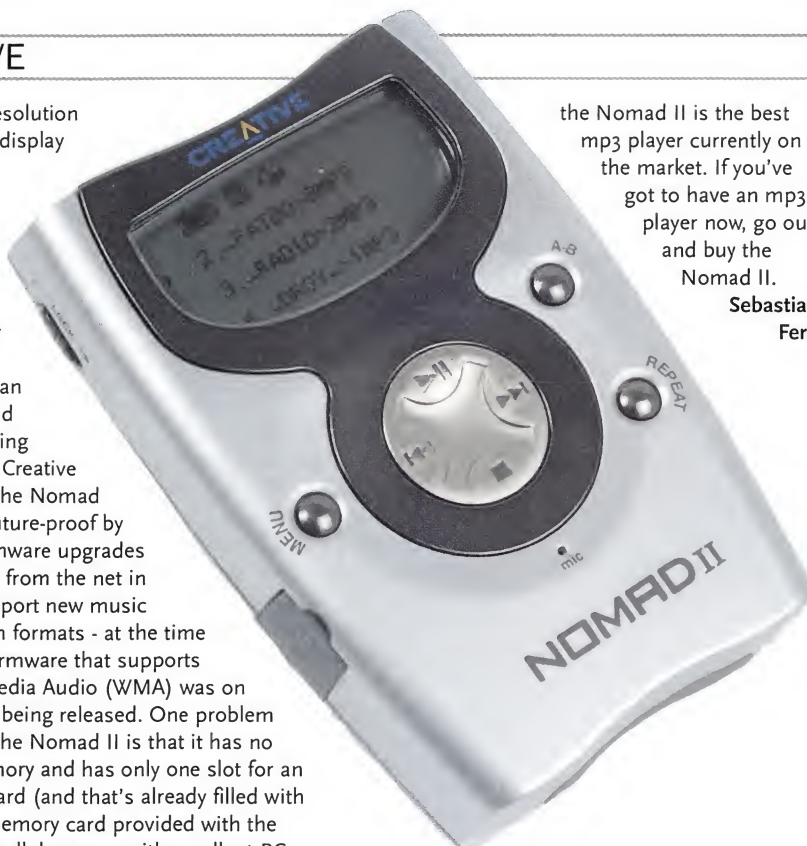 VE
esolution
display
an
d
ing
Creative
he Nomad
uture-proof by
mware upgrades
from the net in
port new music
n formats - at the time
rmware that supports
edia Audio (WMA) was on
being released. One problem
he Nomad II is that it has no
mory and has only one slot for an
ard (and that's already filled with
emory card provided with the
the Nomad II is the best
mp3 player currently on
the market. If you've
got to have an mp3
player now, go ou
and buy the
Nomad II.
Sebastia
Fer
CREATIVE
A-B
REPEAT
MENU
mic
NOMAD II